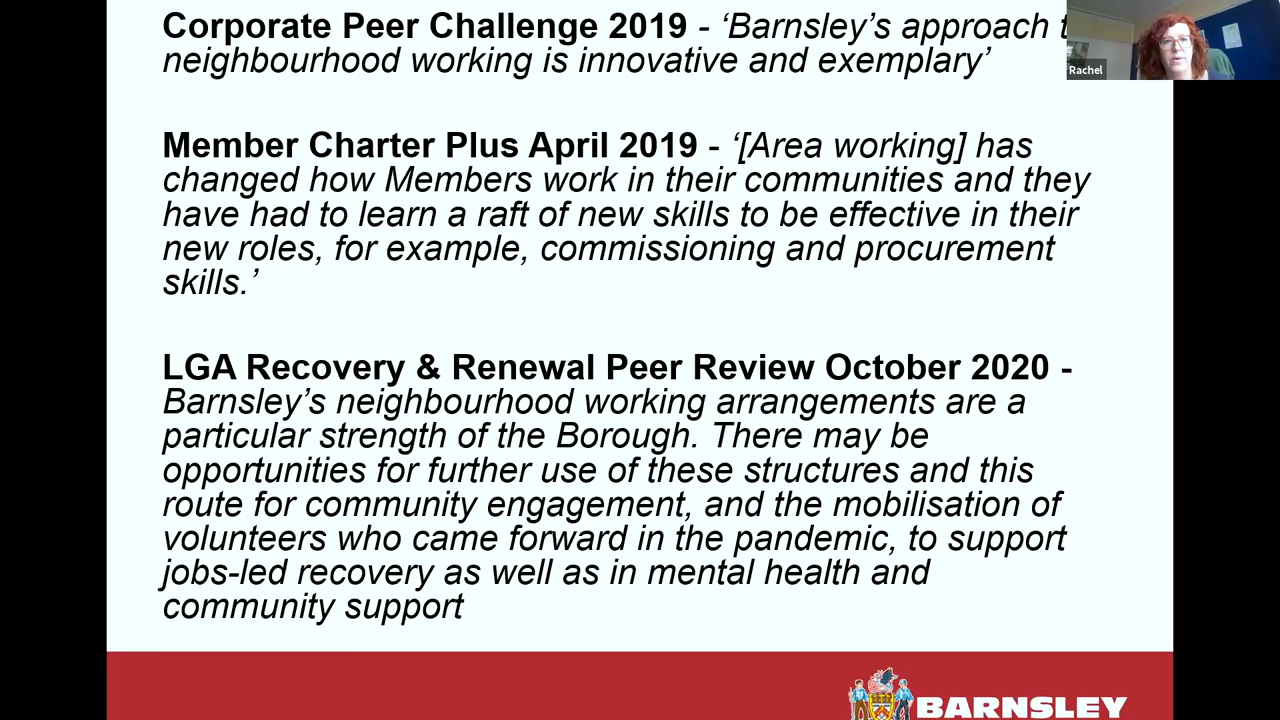 Corporate Peer Challenge 2019 - ‘Barnsley’s approach
neighbourhood working is innovative and exemplary’
Rachel
Member Charter Plus April 2019 - ‘[Area working] has
changed how Members work in their communities and they
have had to learn a raft of new skills to be effective in their
new roles, for example, commissioning and procurement
skills.’
LGA Recovery & Renewal Peer Review October 2020 -
Barnsley’s neighbourhood working arrangements are a
particular strength of the Borough. There may be
opportunities for further use of these structures and this
route for community engagement, and the mobilisation of
volunteers who came forward in the pandemic, to support
jobs-led recovery as well as in mental health and
community support
BARNSLEY